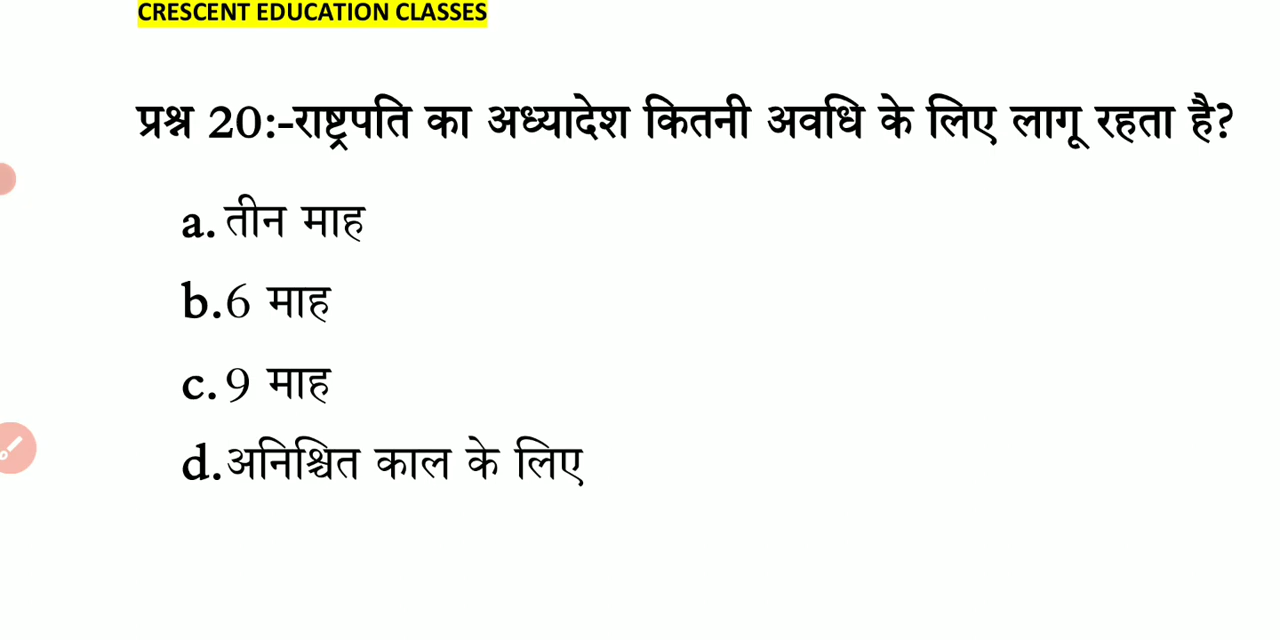 CRESCENT EDUCATION CLASSES
प्रश्न 20:-राष्ट्रपति का अध्यादेश कितनी अवधि के लिए लागू रहता है?
a. तीन माह
b. 6 माह
c. 9 माह
d. अनिश्चित काल के लिए